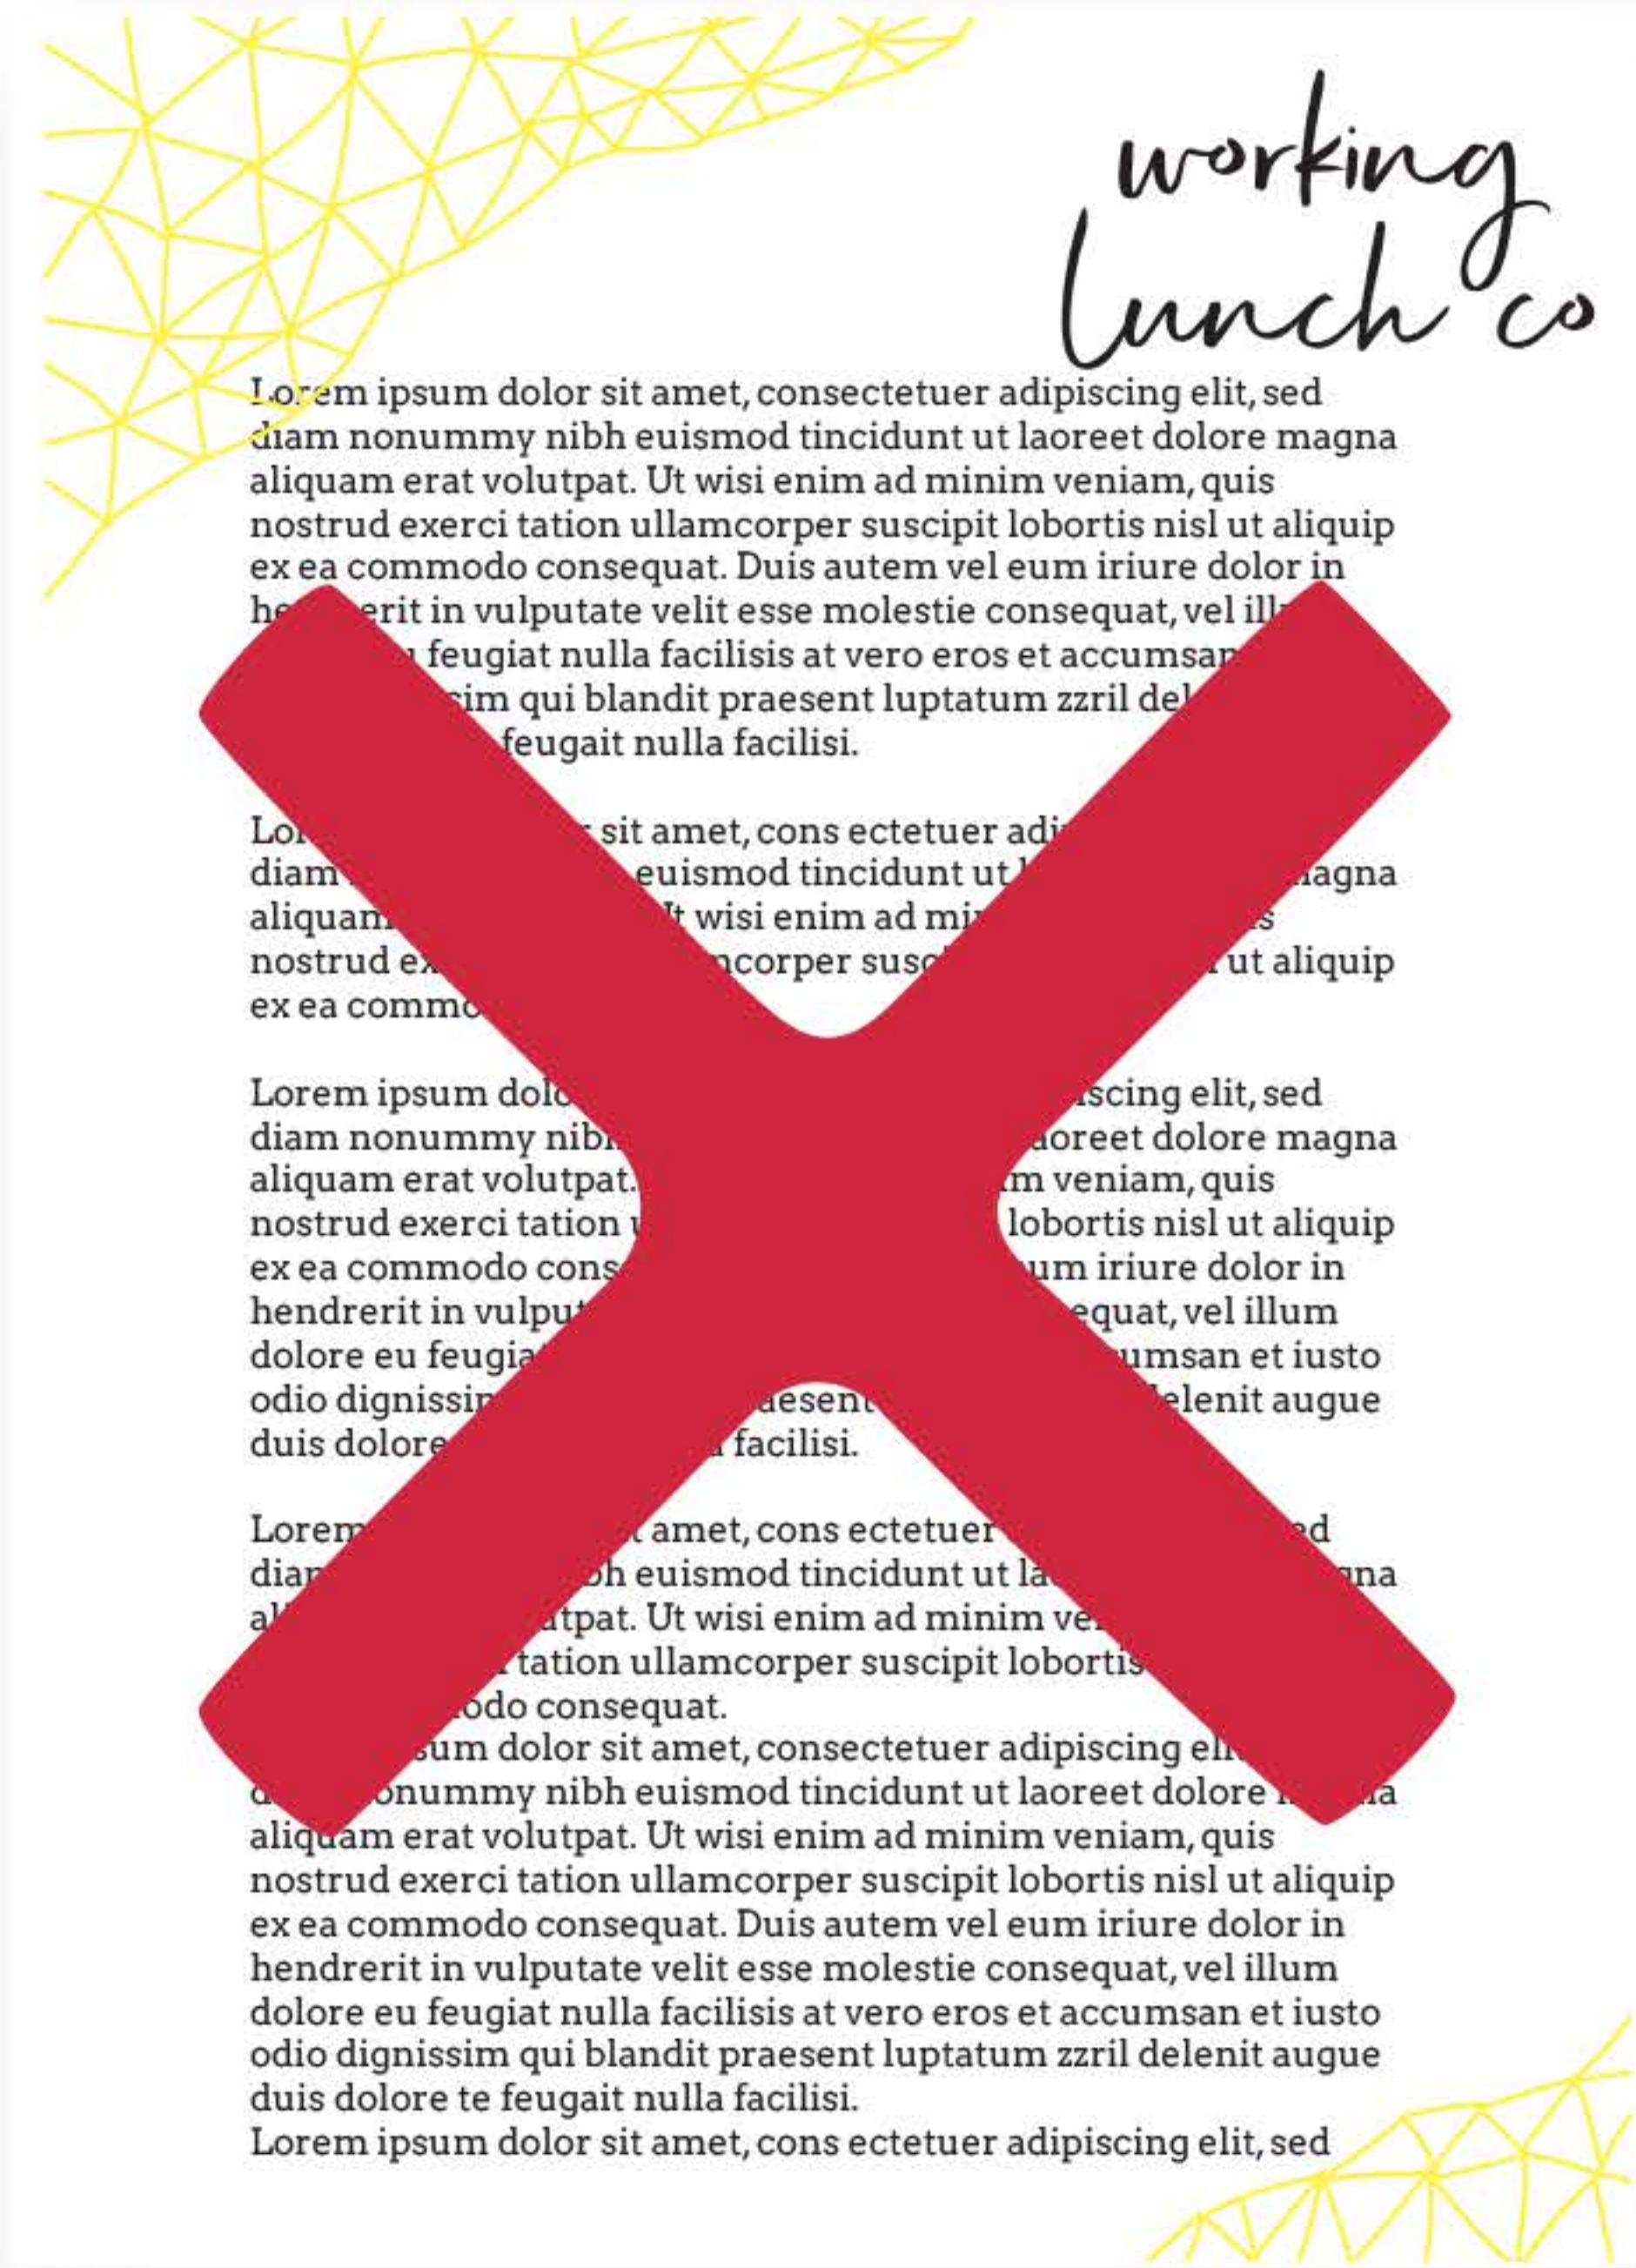 working
lunch co
Lorem ipsum dolor sit amet, consectetuer adipiscing elit, sed
diam nonummy nibh euismod tincidunt ut laoreet dolore magna
aliquam erat volutpat. Ut wisi enim ad minim veniam, quis
nostrud exerci tation ullamcorper suscipit lobortis nisl ut aliquip
ex ea commodo consequat. Duis autem vel eum iriure dolor in
in vulputate velit esse molestie consequat, vel
feugiat nulla facilisis at vero eros et accumsan
qui blandit praesent luptatum zzril
feugait nulla facilisi.
sit amet, cons ectetuer
diam euismod tincidunt ut magna
aliquam wisi enim ad
nostrud ut aliquip
ex ea
Lorem ipsum elit, sed
diam nonummy dolore magna
aliquam erat volutpat. veniam, quis
nostrud exerci tation lobortis nisl ut aliquip
ex ea commodo iriure dolor in
hendrerit in vel illum
dolore eu et iusto
odio augue
duis dolore facilisi.
Lorem amet, cons ectetuer
euismod tincidunt ut
Ut wisi enim ad minim
tation ullamcorper suscipit lobortis
consequat.
dolor sit amet, consectetuer adipiscing
nibh euismod tincidunt ut laoreet dolore
aliquam erat volutpat. Ut wisi enim ad minim veniam, quis
nostrud exerci tation ullamcorper suscipit lobortis nisl ut aliquip
ex ea commodo consequat. Duis autem vel eum iriure dolor in
hendrerit in vulputate velit esse molestie consequat, vel illum
dolore eu feugiat nulla facilisis at vero eros et accumsan et iusto
odio dignissim qui blandit praesent luptatum zzril delenit augue
duis dolore te feugait nulla facilisi.
Lorem ipsum dolor sit amet, cons ectetuer adipiscing elit, sed